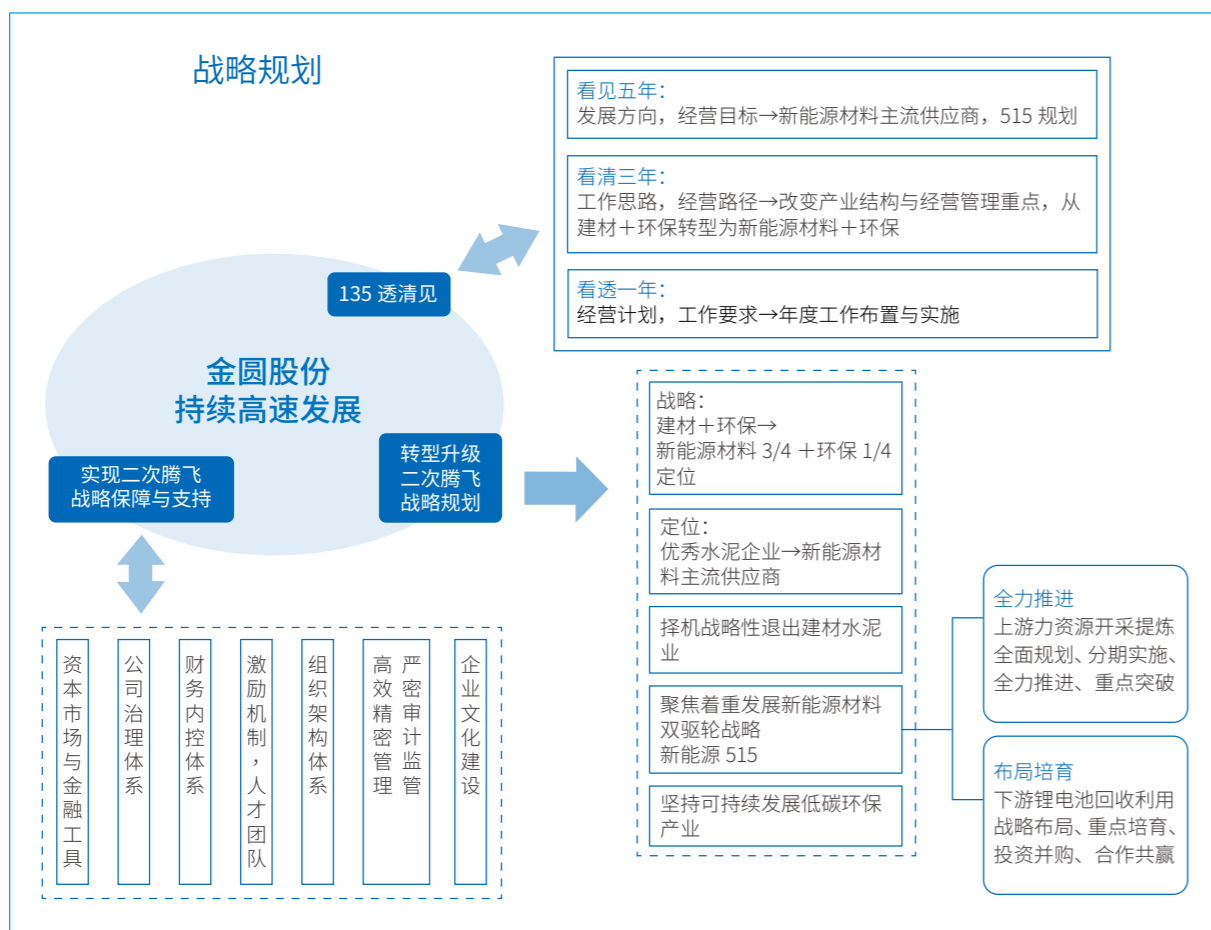 战略规划
看见五年：
发展方向，经营目标→新能源材料主流供应商，515 规划
看清三年：
工作思路，经营路径→改变产业结构与经营管理重点，从
建材＋环保转型为新能源材料＋环保
看透一年：
经营计划，工作要求→年度工作布置与实施
135 透清见
金圆股份
持续高速发展
实现二次腾飞
战略保障与支持
转型升级
二次腾飞
战略规划
战略：
建材＋环保→
新能源材料 3/4 ＋环保 1/4
定位
定位：
优秀水泥企业→新能源材
料主流供应商
择机战略性退出建材水泥
业
聚焦着重发展新能源材料
双驱轮战略
新能源 515
坚持可持续发展低碳环保
产业
全力推进
上游力资源开采提炼
全面规划、分期实施、
全力推进、重点突破
布局培育
下游锂电池回收利用
战略布局、重点培育、
投资并购、合作共赢
资本市场与金融工具
公司治理体系
财务内控体系
激励机制，人才团队
组织架构体系
高效精密管理
严密审计监管
企业文化建设